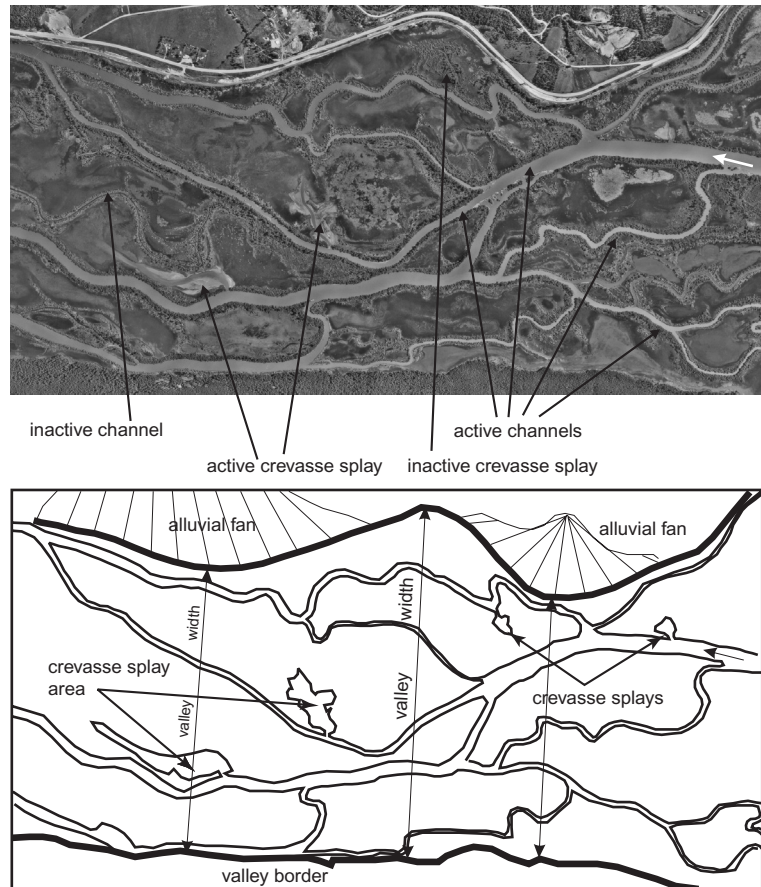 inactive channel
active channels
active crevasse splay
inactive crevasse splay
alluvial fan
alluvial fan
width
width
crevasse splay
area
valley
valley
crevasse splays
valley border